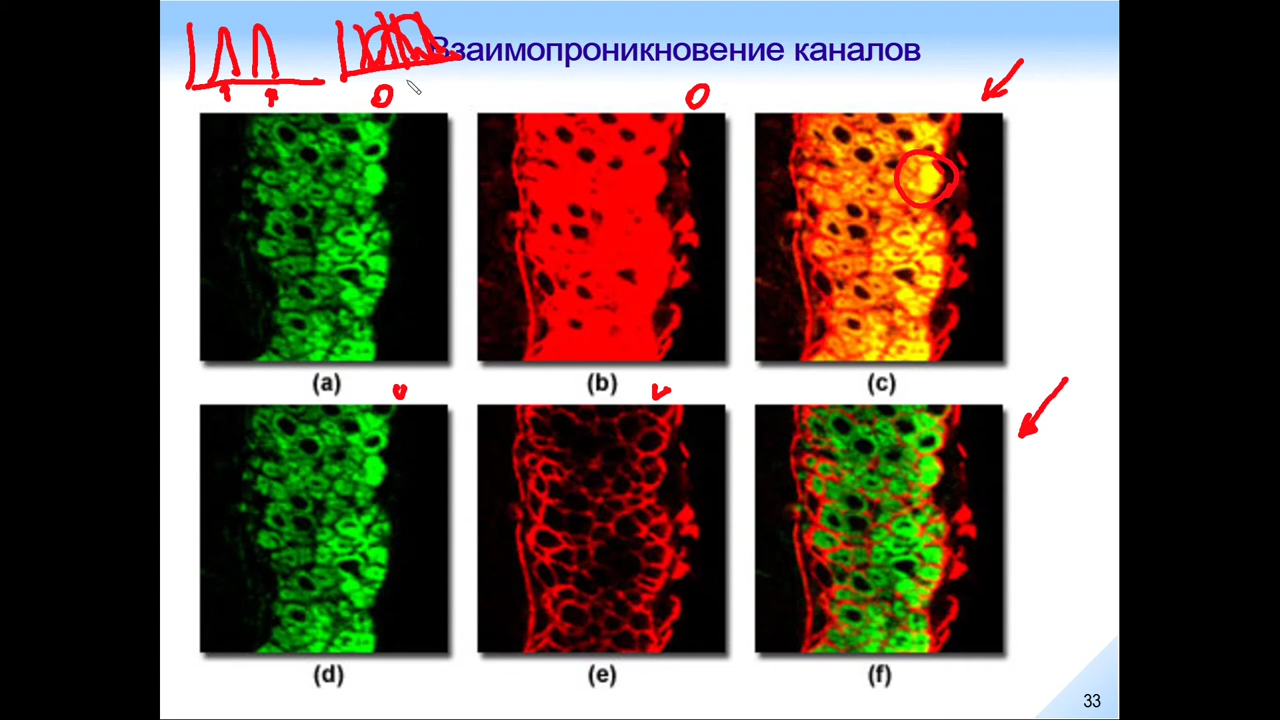 Взаимопроникновение каналов
(a) (b) (c)
(d) (e) (f)
33